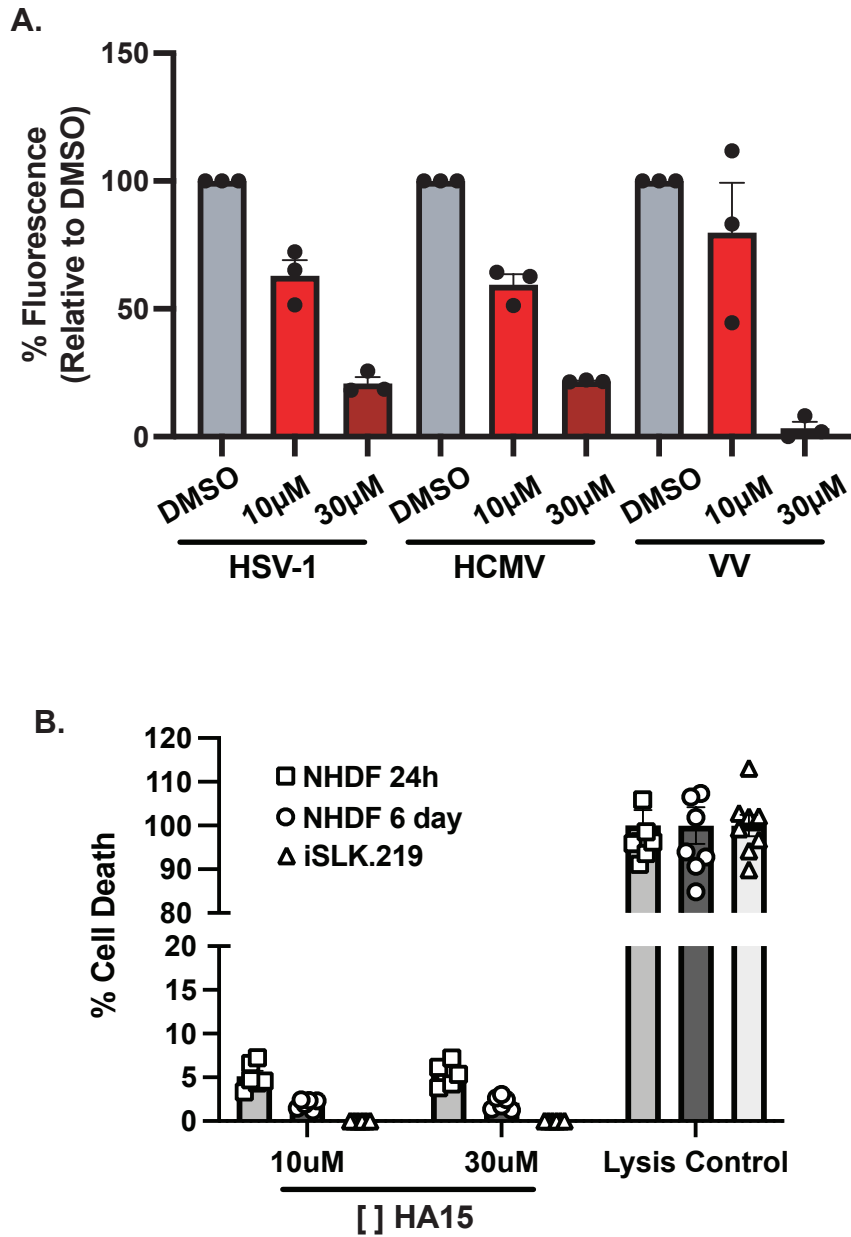 A.
% Fluorescence
(Relative to DMSO)
150
100
50
0
DMSO 10µM 30µM DMSO 10µM 30µM DMSO 10µM 30µM
HSV-1 HCMV VV
B.
% Cell Death
120
110
100
90
80
20
15
10
5
0
NHDF 24h
NHDF 6 day
iSLK.219
10uM 30uM Lysis Control
[ ] HA15